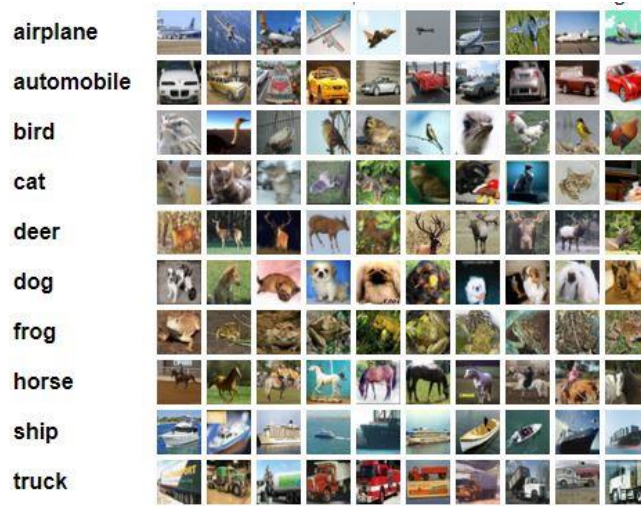 airplane
automobile
bird
cat
deer
dog
frog
horse
ship
truck